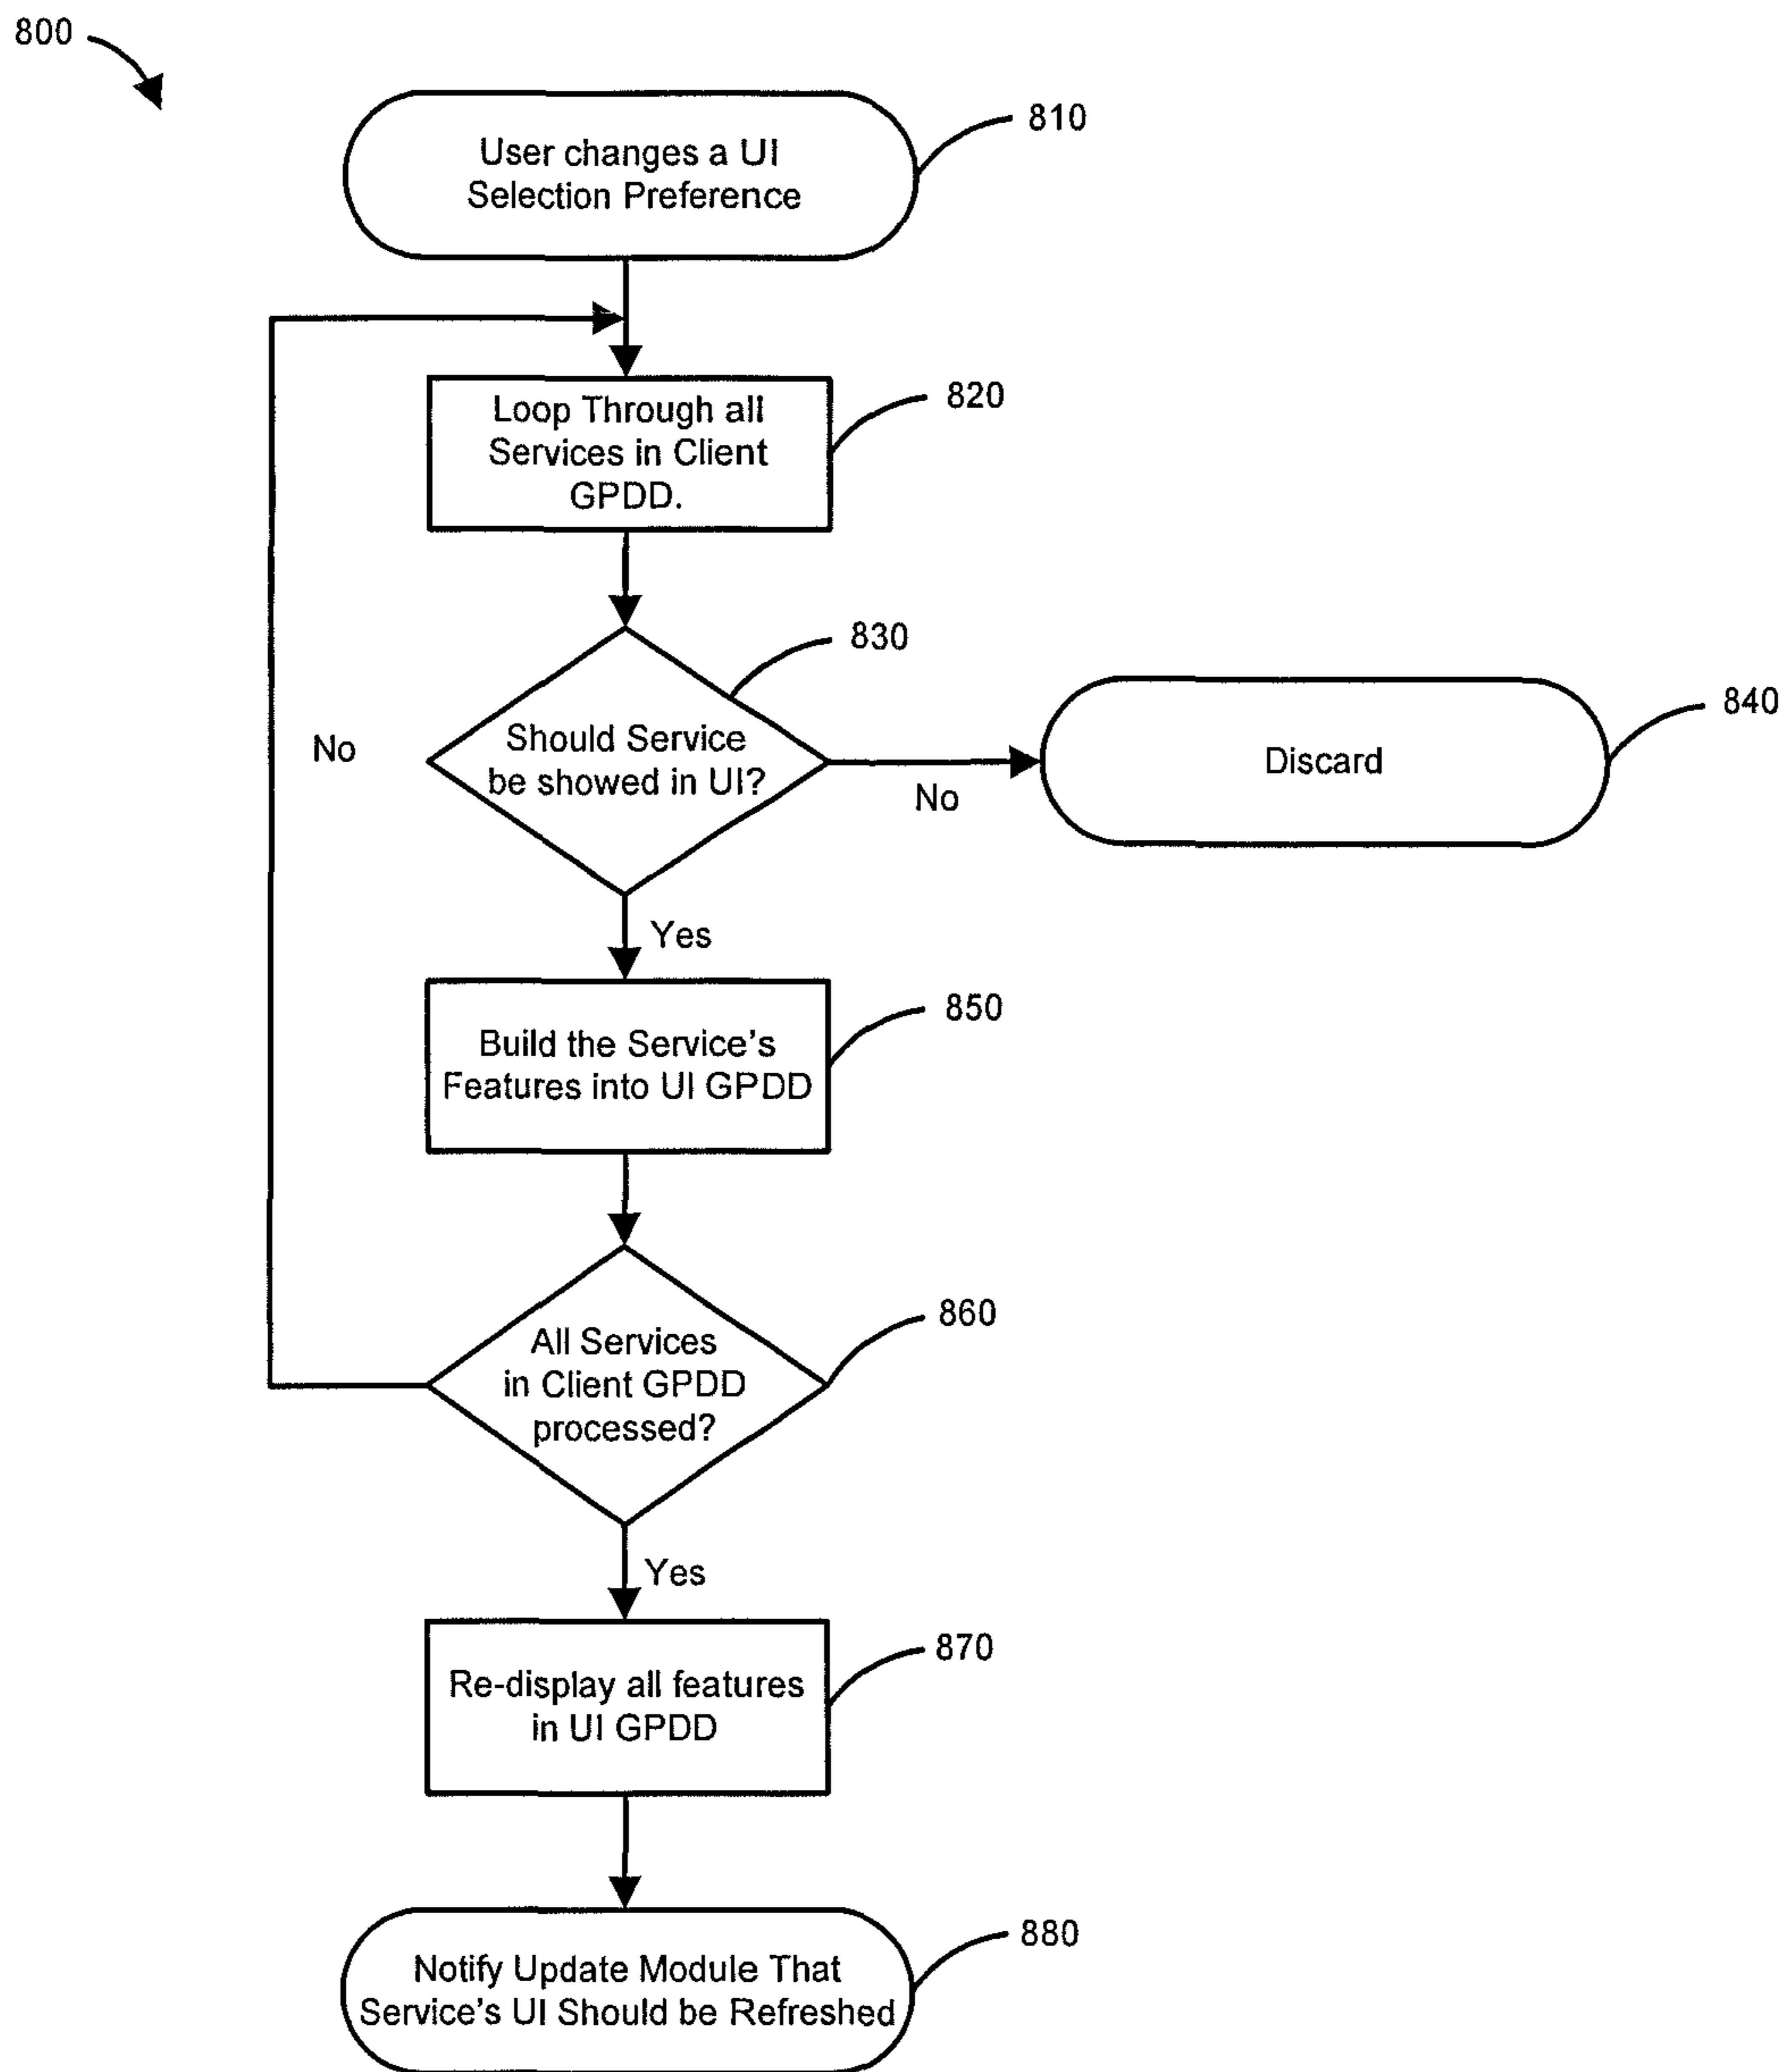 800
User changes a UI
Selection Preference
810
Loop Through all
Services in Client
GPDD.
820
830
Should Service
be showed in UI?
No
No
Discard
840
Yes
Build the Service's
Features into UI GPDD
850
All Services
in Client GPDD
processed?
860
Yes
Re-display all features
in UI GPDD
870
Notify Update Module That
Service's UI Should be Refreshed
880